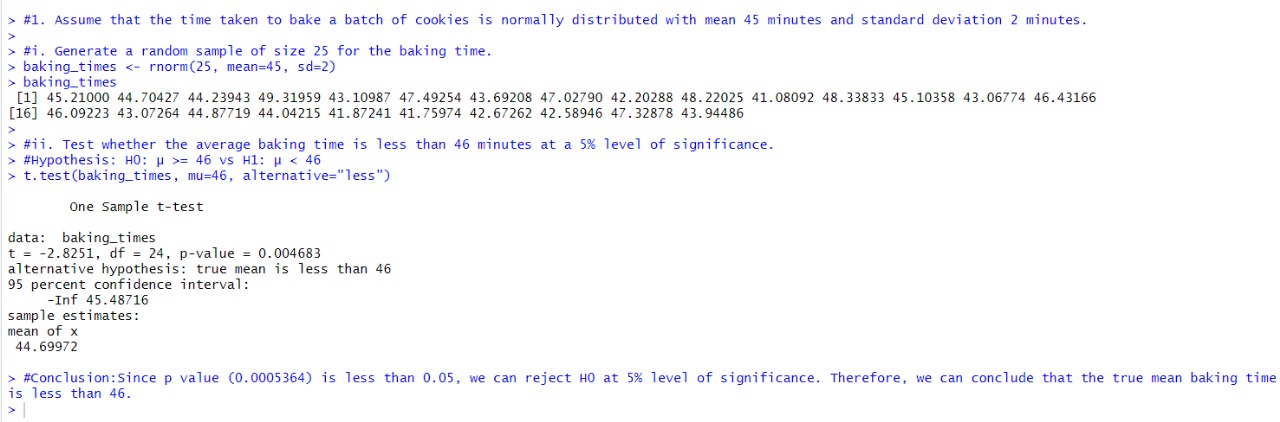 > #1. Assume that the time taken to bake a batch of cookies is normally distributed with mean 45 minutes and standard deviation 2 minutes.
>
> #i. Generate a random sample of size 25 for the baking time.
> baking_times <- rnorm(25, mean=45, sd=2)
> baking_times
[1] 45.21000 44.70427 44.23943 49.31959 43.10987 47.49254 43.69208 47.02790 42.20288 48.22025 41.08092 48.33833 45.10358 43.06774 46.43166
[16] 46.09223 43.07264 44.87719 44.04215 41.87241 41.75974 42.67262 42.58946 47.32878 43.94486
>
> #ii. Test whether the average baking time is less than 46 minutes at a 5% level of significance.
> #Hypothesis: H0: μ >= 46 vs H1: μ < 46
> t.test(baking_times, mu=46, alternative="less")
One Sample t-test
data: baking_times
t = -2.8251, df = 24, p-value = 0.004683
alternative hypothesis: true mean is less than 46
95 percent confidence interval:
-Inf 45.48716
sample estimates:
mean of x
44.69972
> #Conclusion:Since p value (0.0005364) is less than 0.05, we can reject H0 at 5% level of significance. Therefore, we can conclude that the true mean baking time
is less than 46.
>